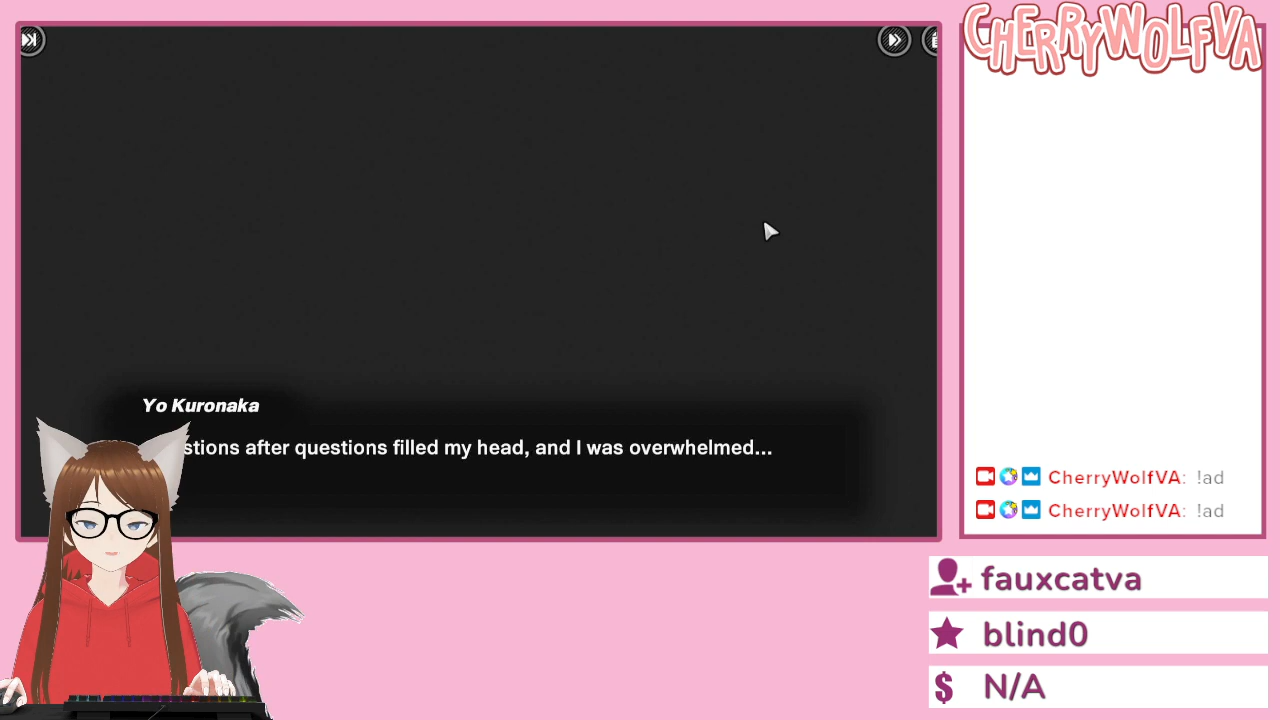 CHERRYWOLFVA
Yo Kuronaka
stions after questions filled my head, and I was overwhelmed...
CherryWolfVA: !ad
CherryWolfVA: !ad
fauxcatva
blind0
$ N/A